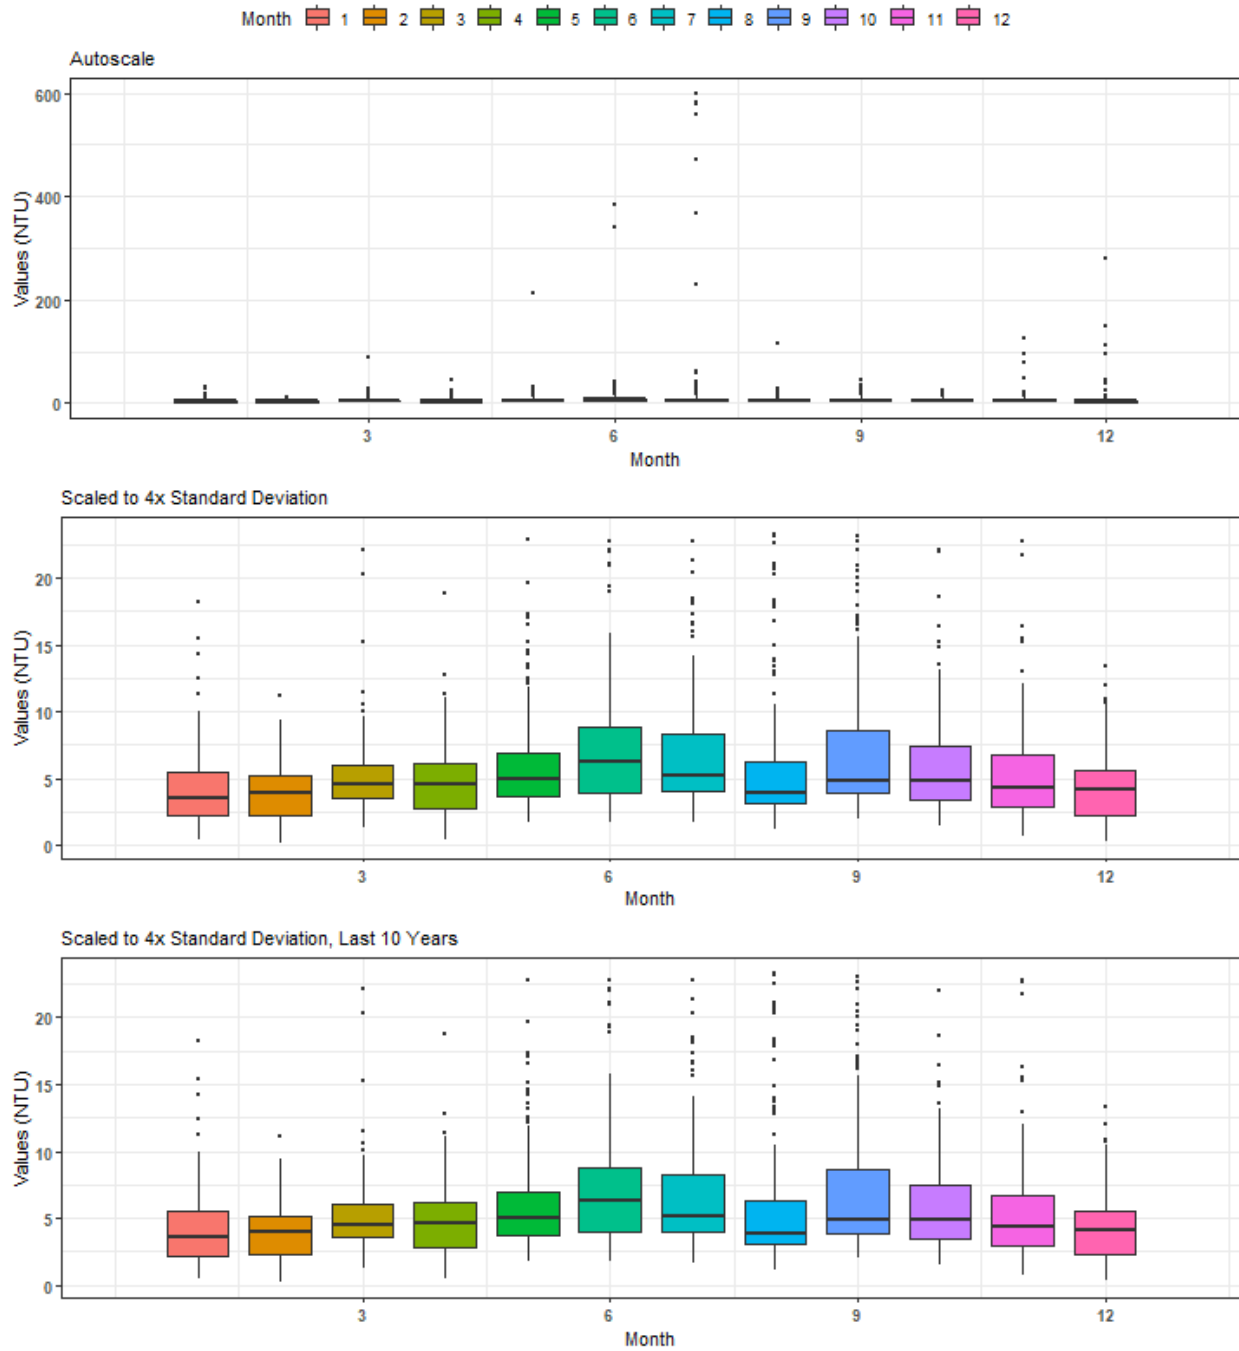 Month 1 2 3 4 5 6 7 8 9 10 11 12
Autoscale
Values (NTU)
600
400
200
0
3 6 9 12
Month
Scaled to 4x Standard Deviation
Values (NTU)
20
15
10
5
0
3 6 9 12
Month
Scaled to 4x Standard Deviation, Last 10 Years
Values (NTU)
20
15
10
5
0
3 6 9 12
Month